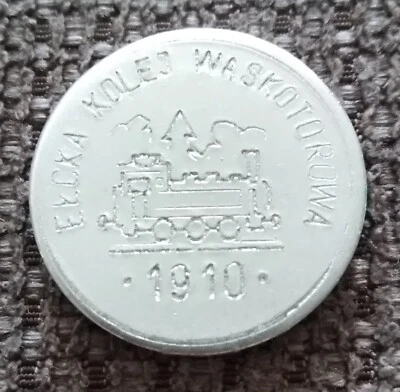 EŁCKA KOLEJ WASKOTOROWA
· 1910 ·